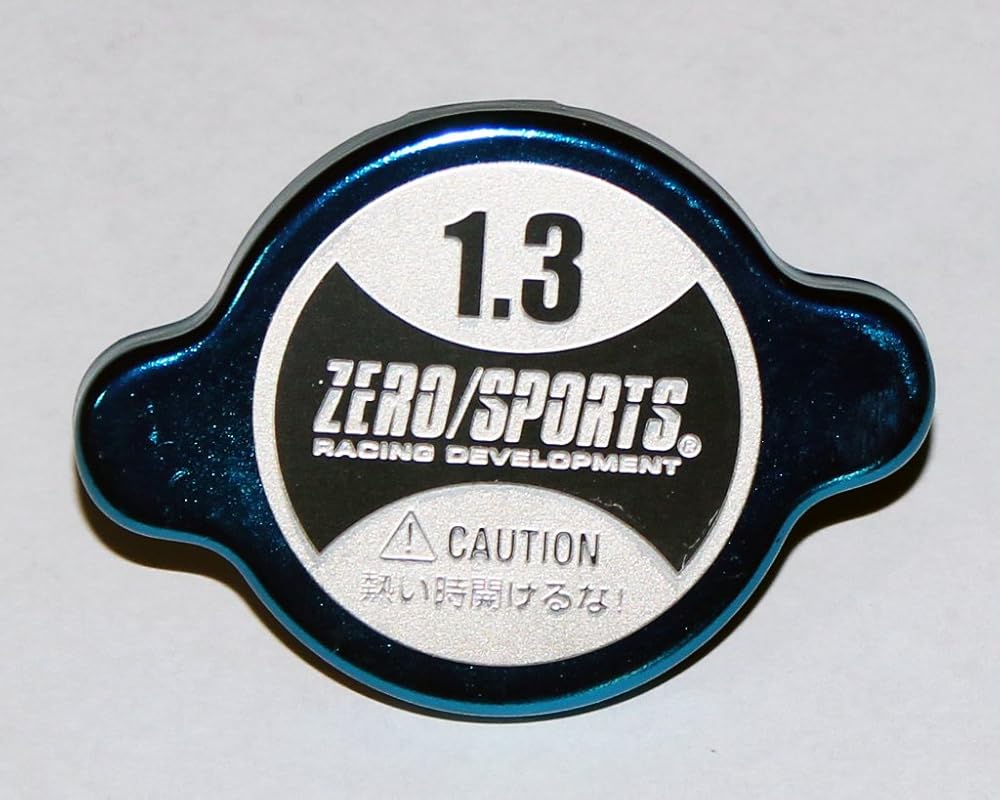 1.3
ZERO/SPORTS®
RACING DEVELOPMENT
⚠ CAUTION
熱い時開けるな!